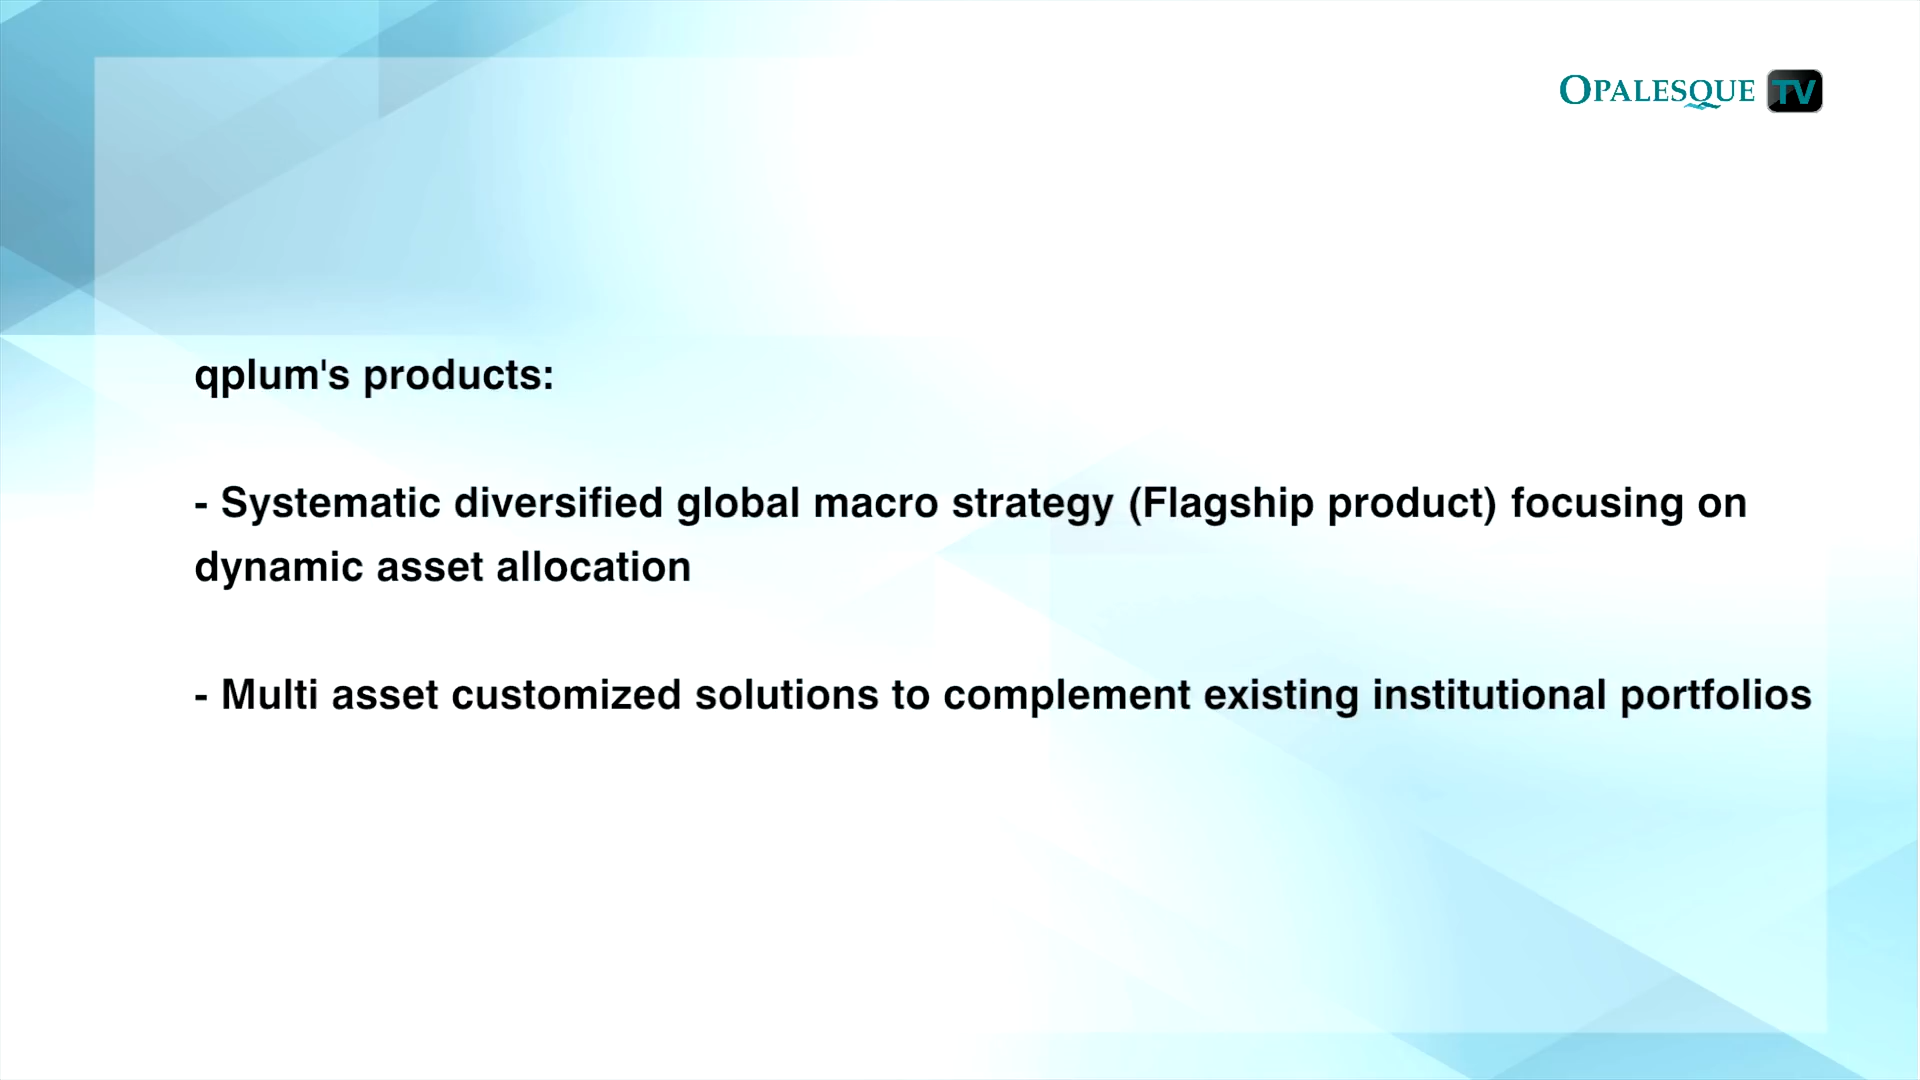 OPALESQUE TV
qplum's products:
- Systematic diversified global macro strategy (Flagship product) focusing on
dynamic asset allocation
- Multi asset customized solutions to complement existing institutional portfolios